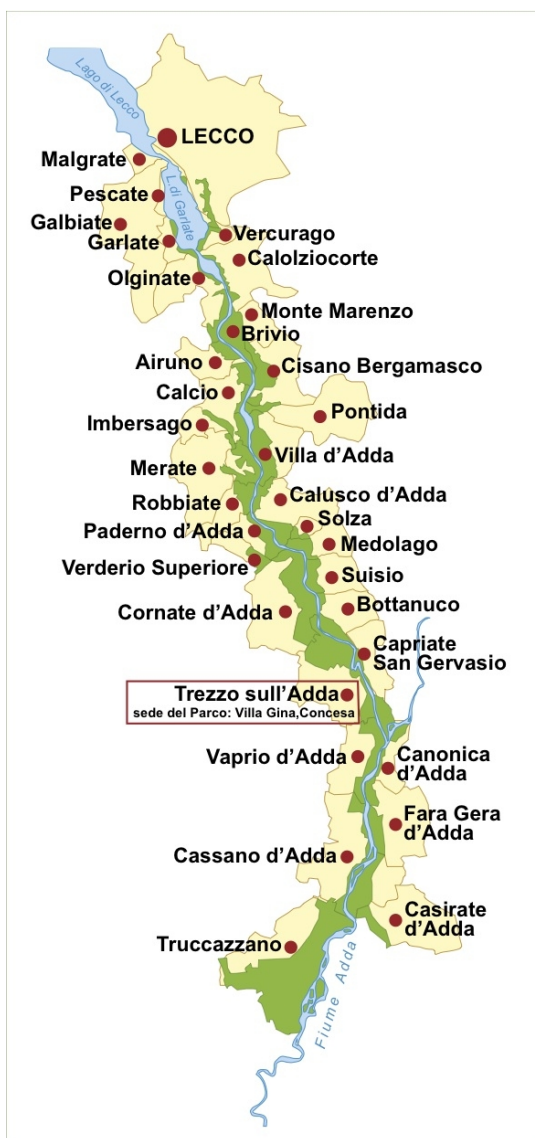 Lago di Lecco
LECCO
Malgrate
Pescate
L.di Garlate
Galbiate
Garlate
Vercurago
Calolziocorte
Olginate
Monte Marenzo
Brivio
Airuno
Cisano Bergamasco
Calcio
Pontida
Imbersago
Villa d'Adda
Merate
Calusco d'Adda
Robbiate
Solza
Paderno d'Adda
Medolago
Verderio Superiore
Suisio
Cornate d'Adda
Bottanuco
Capriate
San Gervasio
Trezzo sull'Adda
sede del Parco: Villa Gina,Concesa
Vaprio d'Adda
Canonica
d'Adda
Fara Gera
d'Adda
Cassano d'Adda
Casirate
d'Adda
Truccazzano
Fiume Adda